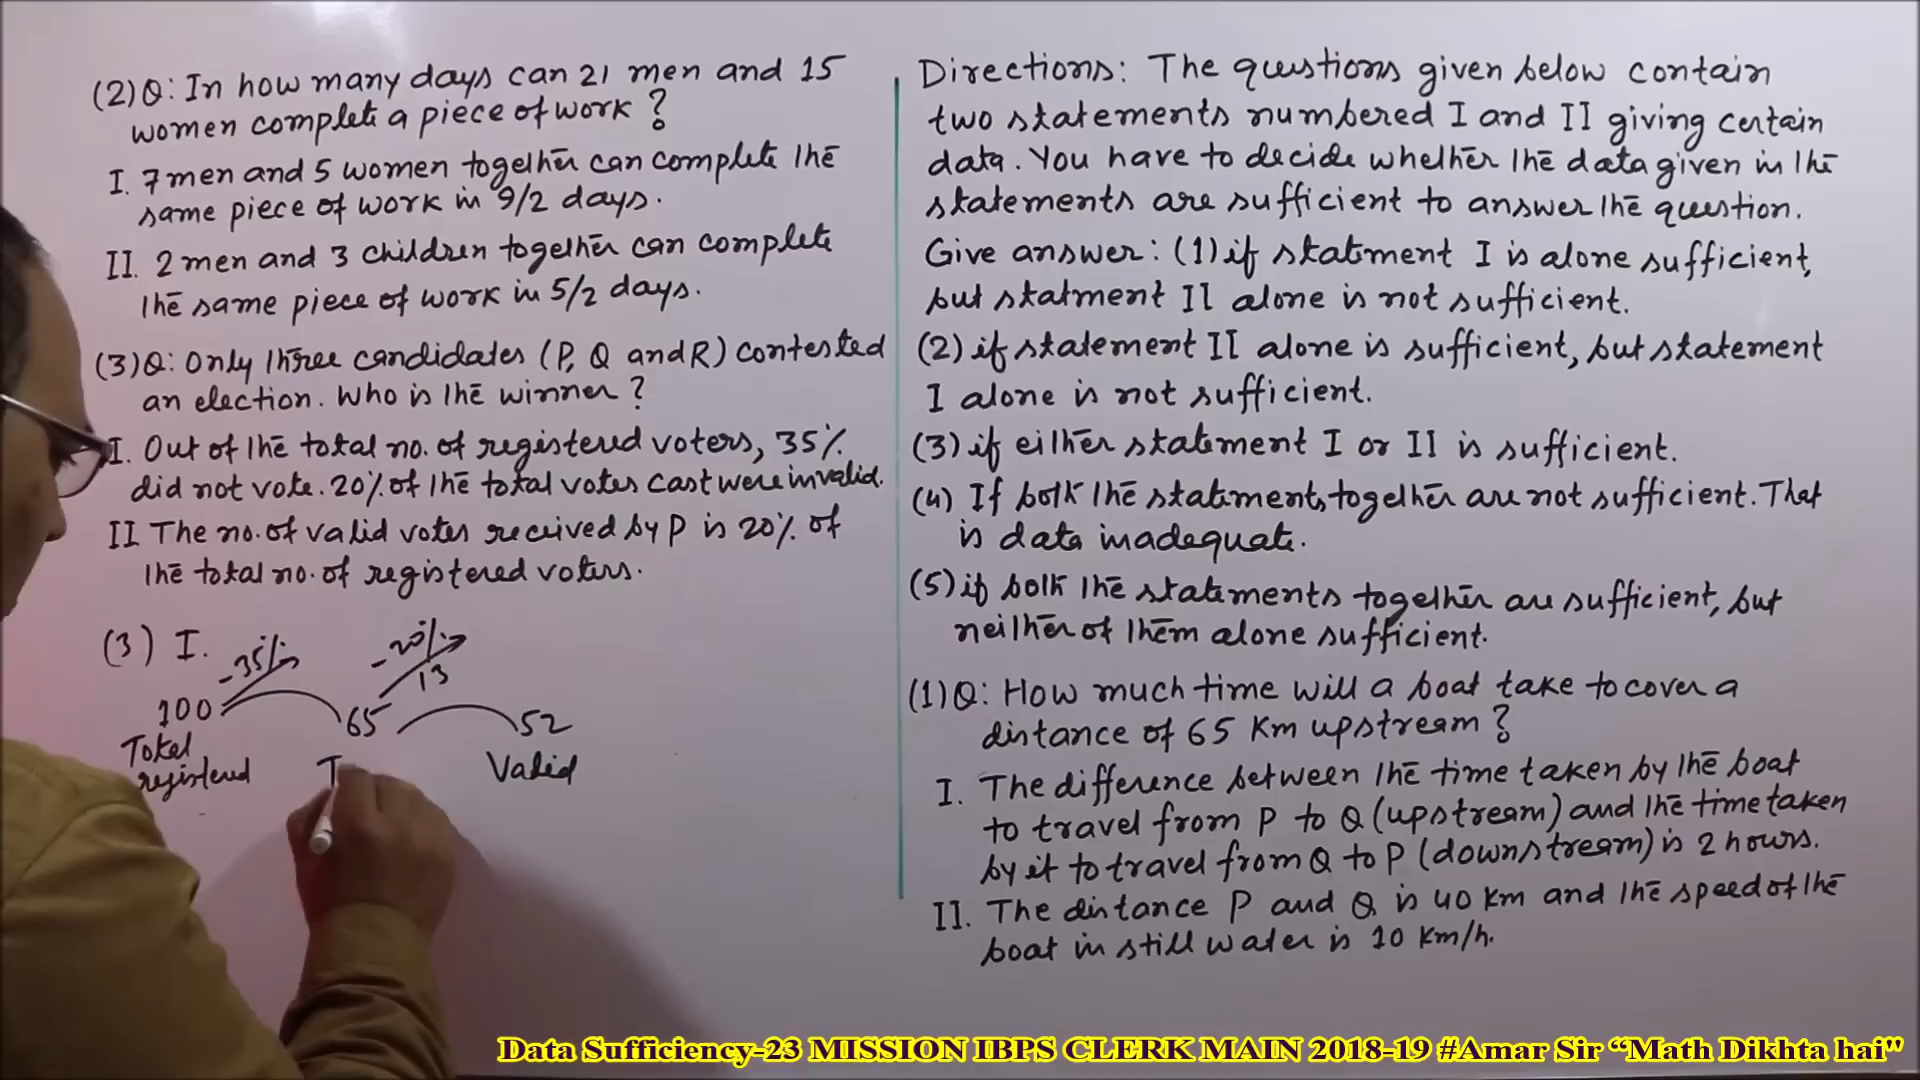 (2) Q: In how many days can 21 men and 15
women complete a piece of work?
I. 7 men and 5 women together can complete the
same piece of work in 9/2 days.
II. 2 men and 3 children together can complete
the same piece of work in 5/2 days.
(3) Q: Only three candidates (P, Q and R) contested
an election. Who is the winner?
I. Out of the total no. of registered voters, 35%
did not vote. 20% of the total votes cast were invalid.
II The no. of valid votes received by P is 20% of
the total no. of registered voters.
(3) I.
-35% -20%
13
100 65 52
Total
registered T Valid
Directions: The questions given below contain
two statements numbered I and II giving certain
data. You have to decide whether the data given in the
statements are sufficient to answer the question.
Give answer: (1) if statement I is alone sufficient,
but statment II alone is not sufficient.
(2) if statement II alone is sufficient, but statement
I alone is not sufficient.
(3) if either statement I or II is sufficient.
(4) If both the statements together are not sufficient. That
is data inadequate.
(5) if both the statements together are sufficient, but
neither of them alone sufficient.
(1) Q: How much time will a boat take to cover a
distance of 65 Km upstream?
I. The difference between the time taken by the boat
to travel from P to Q (upstream) and the time taken
by it to travel from Q to P (downstream) is 2 hours.
II. The distance P and Q is 40 km and the speed of the
boat in still water is 10 km/h.
Data Sufficiency-23 MISSION IBPS CLERK MAIN 2018-19 #Amar Sir “Math Dikhta hai"